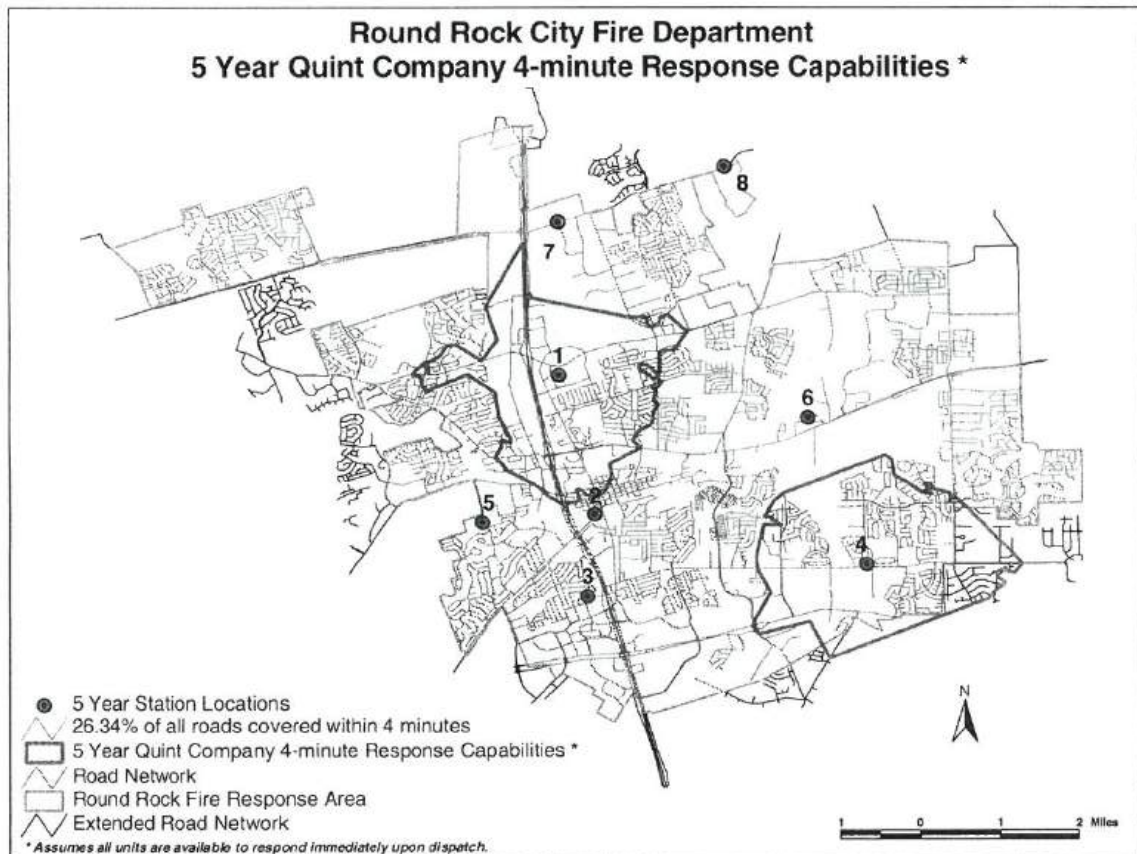 Round Rock City Fire Department
5 Year Quint Company 4-minute Response Capabilities *
8
7
1
6
2
5
4
3
N
5 Year Station Locations
26.34% of all roads covered within 4 minutes
5 Year Quint Company 4-minute Response Capabilities *
Road Network
Round Rock Fire Response Area
Extended Road Network
* Assumes all units are available to respond immediately upon dispatch.
1 0 1 2 Miles